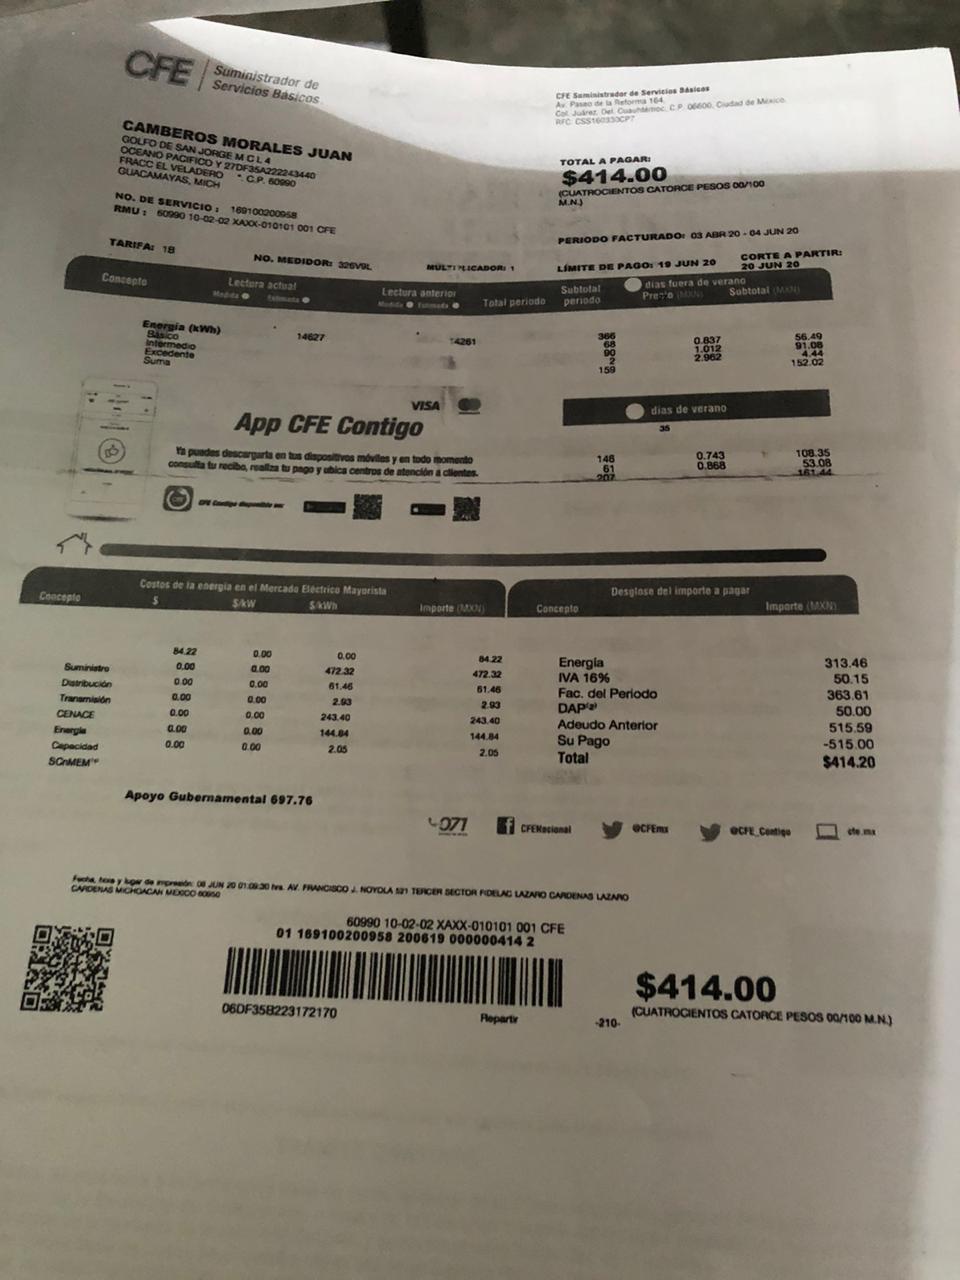 CFE
Suministrador de
Servicios Básicos
CFE Suministrador de Servicios Básicos
Av. Paseo de la Reforma 164,
Col. Juárez, Del. Cuauhtémoc, C.P. 06600, Ciudad de México.
RFC: CSS160330CP7
CAMBEROS MORALES JUAN
GOLFO DE SAN JORGE M C L 4
OCEANO PACIFICO Y 27DF35A222243440
FRACC EL VELADERO *. C.P. 60990
GUACAMAYAS, MICH
TOTAL A PAGAR:
$414.00
(CUATROCIENTOS CATORCE PESOS 00/100
M.N.)
NO. DE SERVICIO : 169100200958
RMU : 60990 10-02-02 XAXX-010101 001 CFE
PERIODO FACTURADO: 03 ABR 20 - 04 JUN 20
TARIFA: 1B NO. MEDIDOR: 326V9L MULTIPLICADOR: 1 LÍMITE DE PAGO: 19 JUN 20 CORTE A PARTIR:
20 JUN 20
Concepto Lectura actual Lectura anterior Total periodo Subtotal periodo días fuera de verano
Medida Estimada Medida Estimada Precio (MXN) Subtotal (MXN)
Energía (kWh) 14627 14261 366
Básico 68 0.837 56.49
Intermedio 90 1.012 91.08
Excedente 2 2.962 4.44
Suma 159 152.02
VISA
App CFE Contigo
Ya puedes descargarla en tus dispositivos móviles y en todo momento
consulta tu recibo, realiza tu pago y ubica centros de atención a clientes.
CFE Contigo disponible en:
días de verano
35
146 0.743 108.35
61 0.868 53.08
207 161.44
Costos de la energía en el Mercado Eléctrico Mayorista
Concepto $ $/kW $/kWh Importe (MXN)
Suministro 84.22 0.00 0.00 84.22
Distribución 0.00 0.00 472.32 472.32
Transmisión 0.00 0.00 61.46 61.46
CENACE 0.00 0.00 2.93 2.93
Energía 0.00 0.00 243.40 243.40
Capacidad 0.00 0.00 144.84 144.84
SCnMEM 0.00 0.00 2.05 2.05
Desglose del importe a pagar
Concepto Importe (MXN)
Energía 313.46
IVA 16% 50.15
Fac. del Periodo 363.61
DAP(2) 50.00
Adeudo Anterior 515.59
Su Pago -515.00
Total $414.20
Apoyo Gubernamental 697.76
071
CFENacional
@CFEmx
@CFE_Contigo
cfe.mx
Fecha, hora y lugar de impresión: 08 JUN 20 01:09:30 hrs. AV. FRANCISCO J. NOYOLA 521 TERCER SECTOR FIDELAC LAZARO CARDENAS LAZARO
CARDENAS MICHOACAN MEXICO 60950
60990 10-02-02 XAXX-010101 001 CFE
01 169100200958 200619 000000414 2
06DF35B223172170
Repartir
-210-
$414.00
(CUATROCIENTOS CATORCE PESOS 00/100 M.N.)